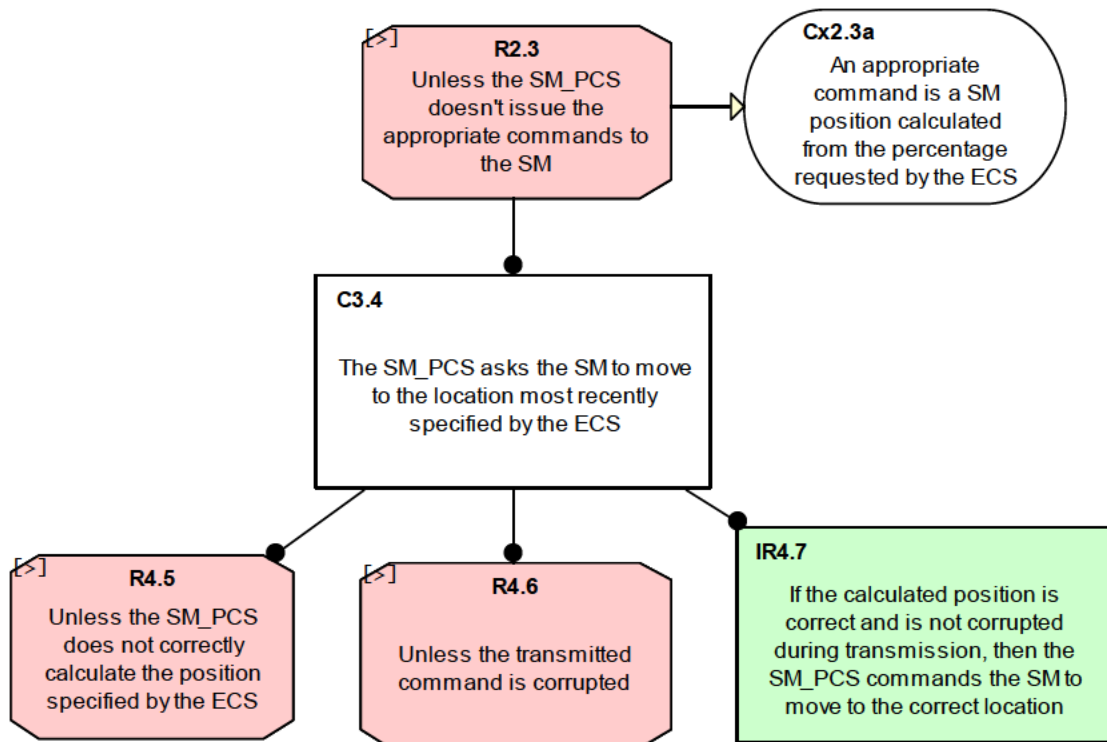 [>]
R2.3
Unless the SM_PCS
doesn't issue the
appropriate commands to
the SM
Cx2.3a
An appropriate
command is a SM
position calculated
from the percentage
requested by the ECS
C3.4
The SM_PCS asks the SM to move
to the location most recently
specified by the ECS
[>]
R4.5
Unless the SM_PCS
does not correctly
calculate the position
specified by the ECS
[>]
R4.6
Unless the transmitted
command is corrupted
IR4.7
If the calculated position is
correct and is not corrupted
during transmission, then the
SM_PCS commands the SM to
move to the correct location